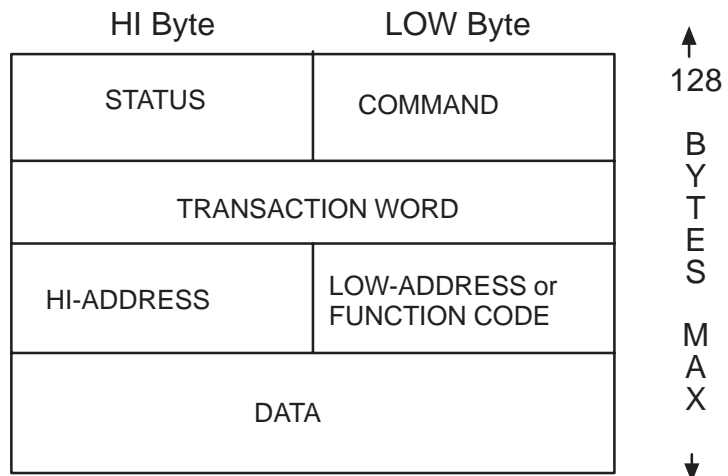 HI Byte LOW Byte
STATUS COMMAND
TRANSACTION WORD
HI-ADDRESS LOW-ADDRESS or
FUNCTION CODE
DATA
128
B
Y
T
E
S
M
A
X